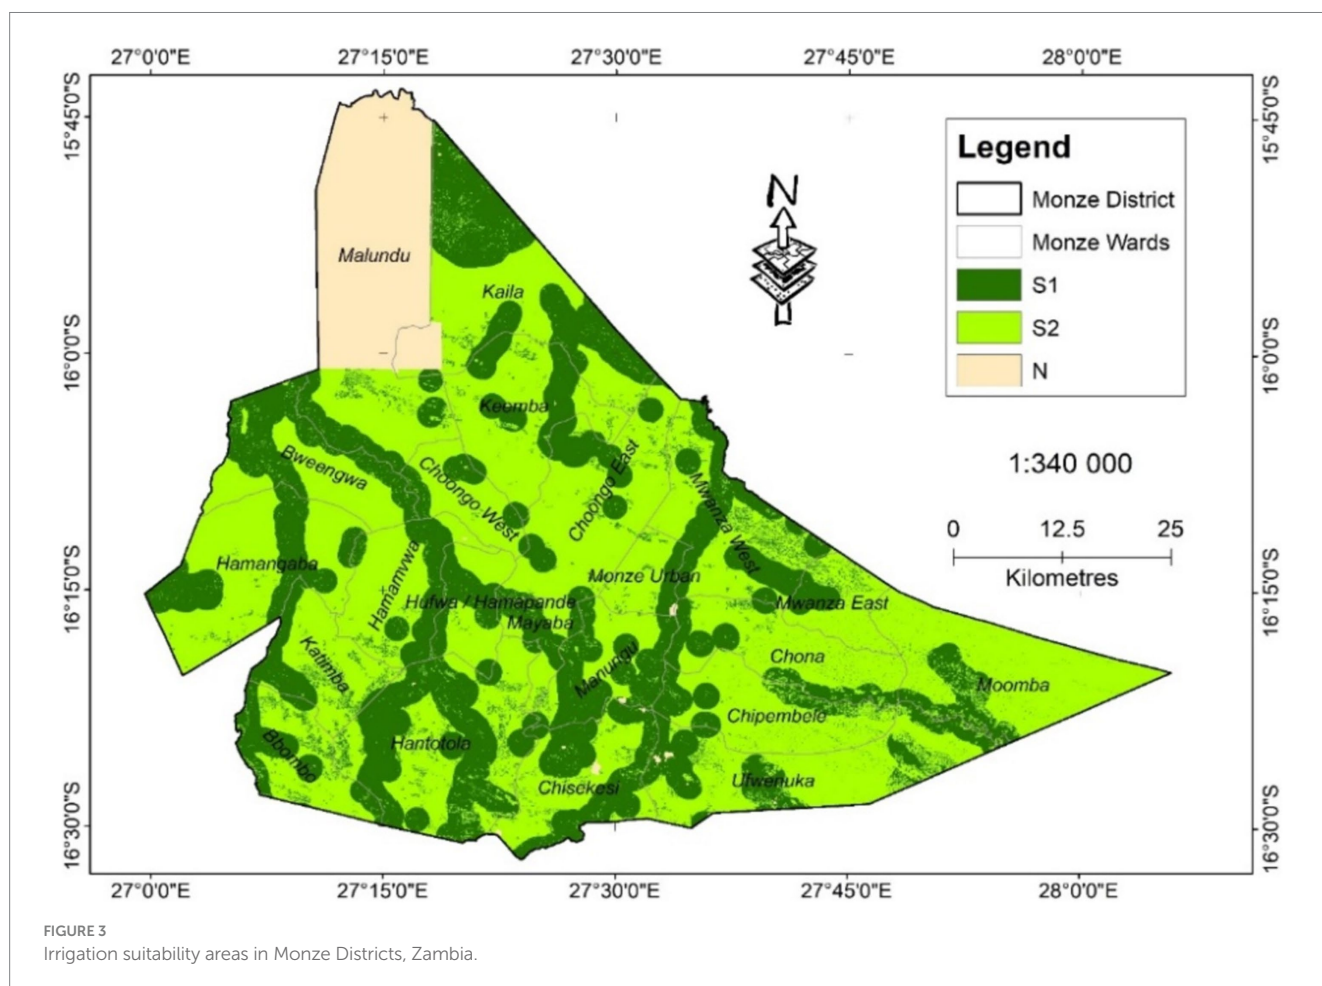 27°0'0"E 27°15'0"E 27°30'0"E 27°45'0"E 28°0'0"E
15°45'0"S
15°45'0"S
Legend
Monze District
Monze Wards
S1
S2
N
N
Malundu
Kaila
16°0'0"S
16°0'0"S
Keemba
Bweengwa
Choongo West
Choongo East
Mwanza West
1:340 000
0 12.5 25
Kilometres
Hamangaba
Hamamvwa
Monze Urban
16°15'0"S
16°15'0"S
Hufwa / Hamapande
Mayaba
Mwanza East
Katimba
Manungu
Chona
Moomba
Chipembele
Bbombo
Hantotola
Chisekesi
Ufwenuka
16°30'0"S
16°30'0"S
27°0'0"E 27°15'0"E 27°30'0"E 27°45'0"E 28°0'0"E
FIGURE 3
Irrigation suitability areas in Monze Districts, Zambia.